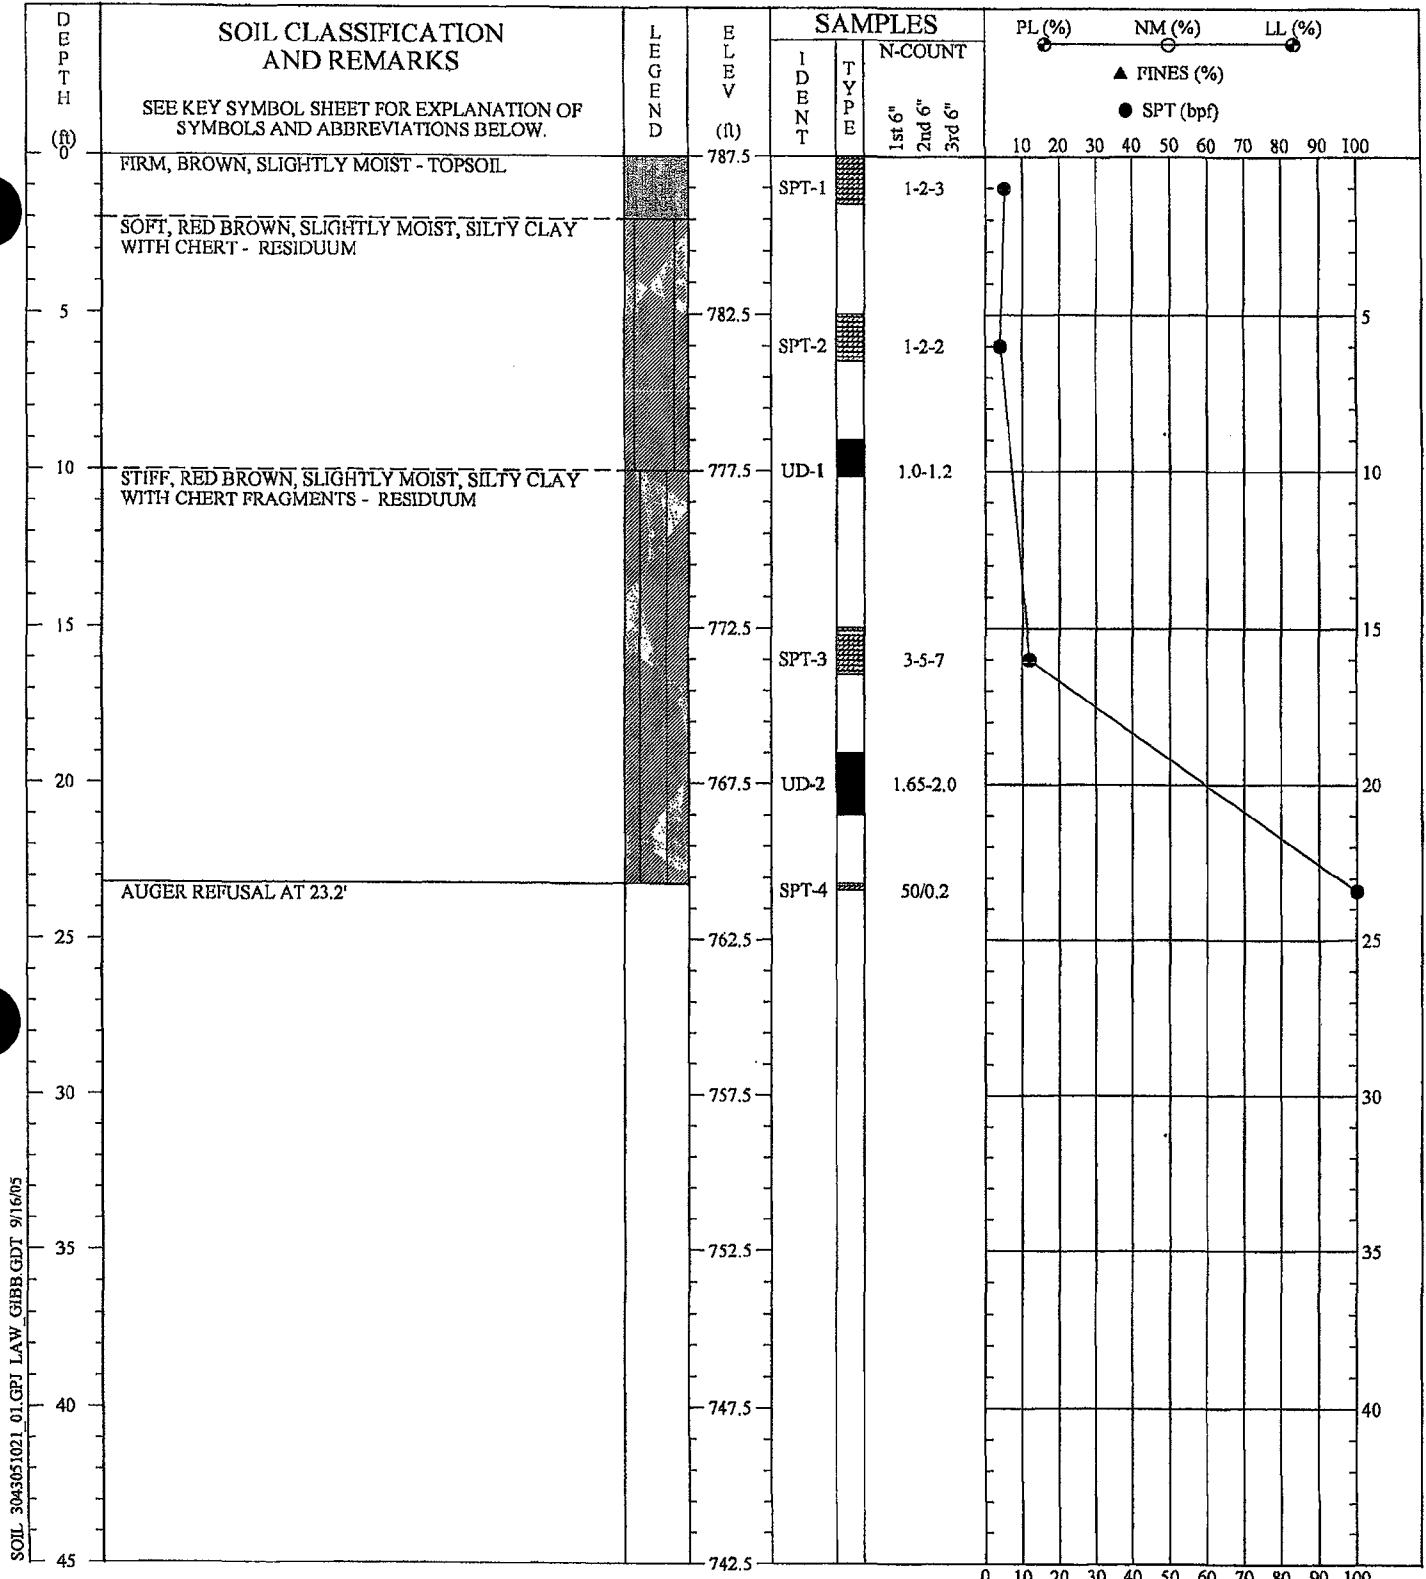 DEPTH (ft)
SOIL CLASSIFICATION
AND REMARKS
SEE KEY SYMBOL SHEET FOR EXPLANATION OF
SYMBOLS AND ABBREVIATIONS BELOW.
LEGEND
ELEV (ft)
SAMPLES
IDENT
TYPE
N-COUNT
1st 6"
2nd 6"
3rd 6"
PL (%) NM (%) LL (%)
▲ FINES (%)
● SPT (bpf)
10 20 30 40 50 60 70 80 90 100
0
FIRM, BROWN, SLIGHTLY MOIST - TOPSOIL
787.5
SPT-1 1-2-3
SOFT, RED BROWN, SLIGHTLY MOIST, SILTY CLAY
WITH CHERT - RESIDUUM
5 782.5 5
SPT-2 1-2-2
10 777.5 10
UD-1 1.0-1.2
STIFF, RED BROWN, SLIGHTLY MOIST, SILTY CLAY
WITH CHERT FRAGMENTS - RESIDUUM
15 772.5 15
SPT-3 3-5-7
20 767.5 20
UD-2 1.65-2.0
AUGER REFUSAL AT 23.2'
SPT-4 50/0.2
25 762.5 25
30 757.5 30
35 752.5 35
40 747.5 40
45 742.5
0 10 20 30 40 50 60 70 80 90 100
SOIL 3043051021_01.GPJ LAW_GIBB.GDT 9/16/05